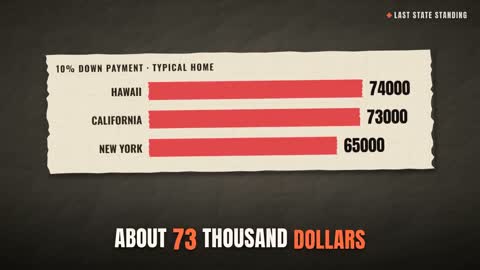 LAST STATE STANDING
10% DOWN PAYMENT · TYPICAL HOME
HAWAII 74000
CALIFORNIA 73000
NEW YORK 65000
ABOUT 73 THOUSAND DOLLARS